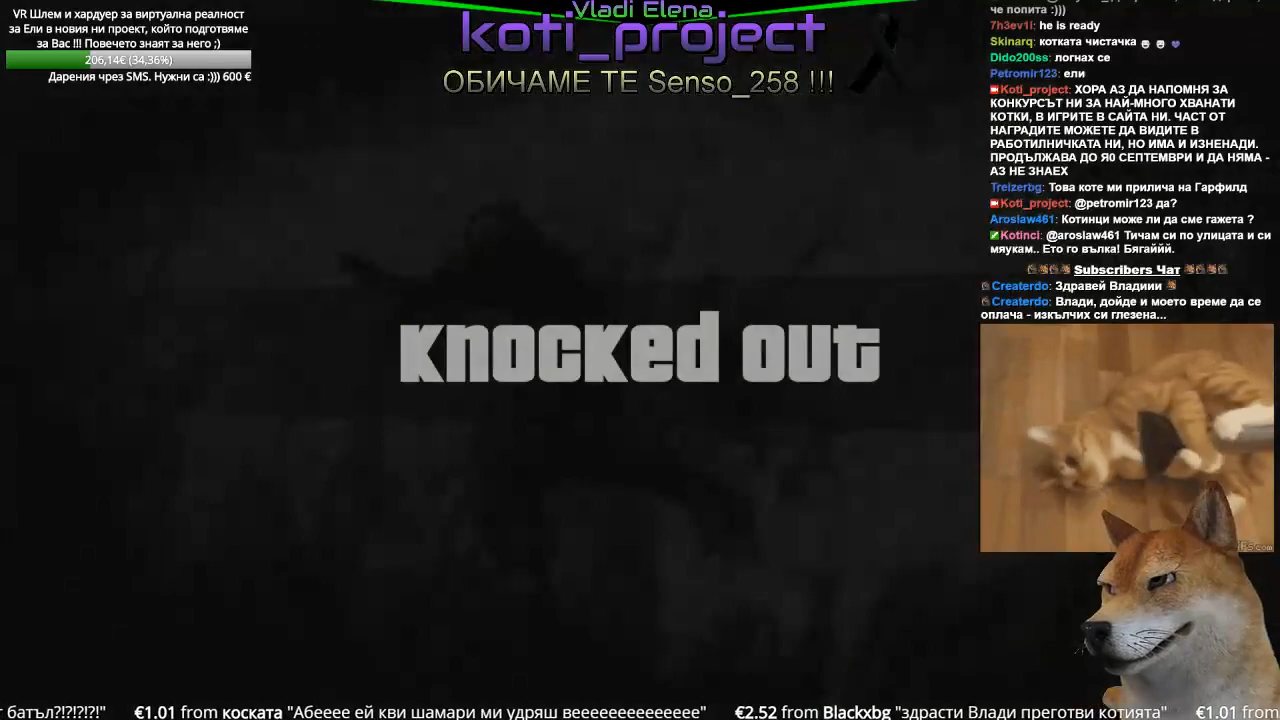 VR Шлем и хардуер за виртуална реалност
за Ели в новия ни проект, който подготвяме
за Вас !!! Повечето знаят за него ;)
206,14€ (34,36%)
Дарения чрез SMS. Нужни са :))) 600 €
Vladi Elena
koti_project
ОБИЧАМЕ ТЕ Senso_258 !!!
че попита :)))
7h3ev1l: he is ready
Skinarq: котката чистачка
Dido200ss: логнах се
Petromir123: ели
Koti_project: ХОРА АЗ ДА НАПОМНЯ ЗА
КОНКУРСЪТ НИ ЗА НАЙ-МНОГО ХВАНАТИ
КОТКИ, В ИГРИТЕ В САЙТА НИ. ЧАСТ ОТ
НАГРАДИТЕ МОЖЕТЕ ДА ВИДИТЕ В
РАБОТИЛНИЧКАТА НИ, НО ИМА И ИЗНЕНАДИ.
ПРОДЪЛЖАВА ДО Я0 СЕПТЕМВРИ И ДА НЯМА -
АЗ НЕ ЗНАЕХ
Treizerbg: Това коте ми прилича на Гарфилд
Koti_project: @petromir123 да?
Aroslaw461: Котинци може ли да сме гажета ?
Kotinci: @aroslaw461 Тичам си по улицата и си
мяукам.. Ето го вълка! Бягаййй.
Subscribers Чат
Createrdo: Здравей Владиии
Createrdo: Влади, дойде и моето време да се
оплача - изкълчих си глезена...
knocked out
батъл?!?!?!?!" €1.01 from коската "Абееее ей кви шамари ми удряш вееееееееееееее" €2.52 from Blackxbg "здрасти Влади преготви котията" €1.01 from